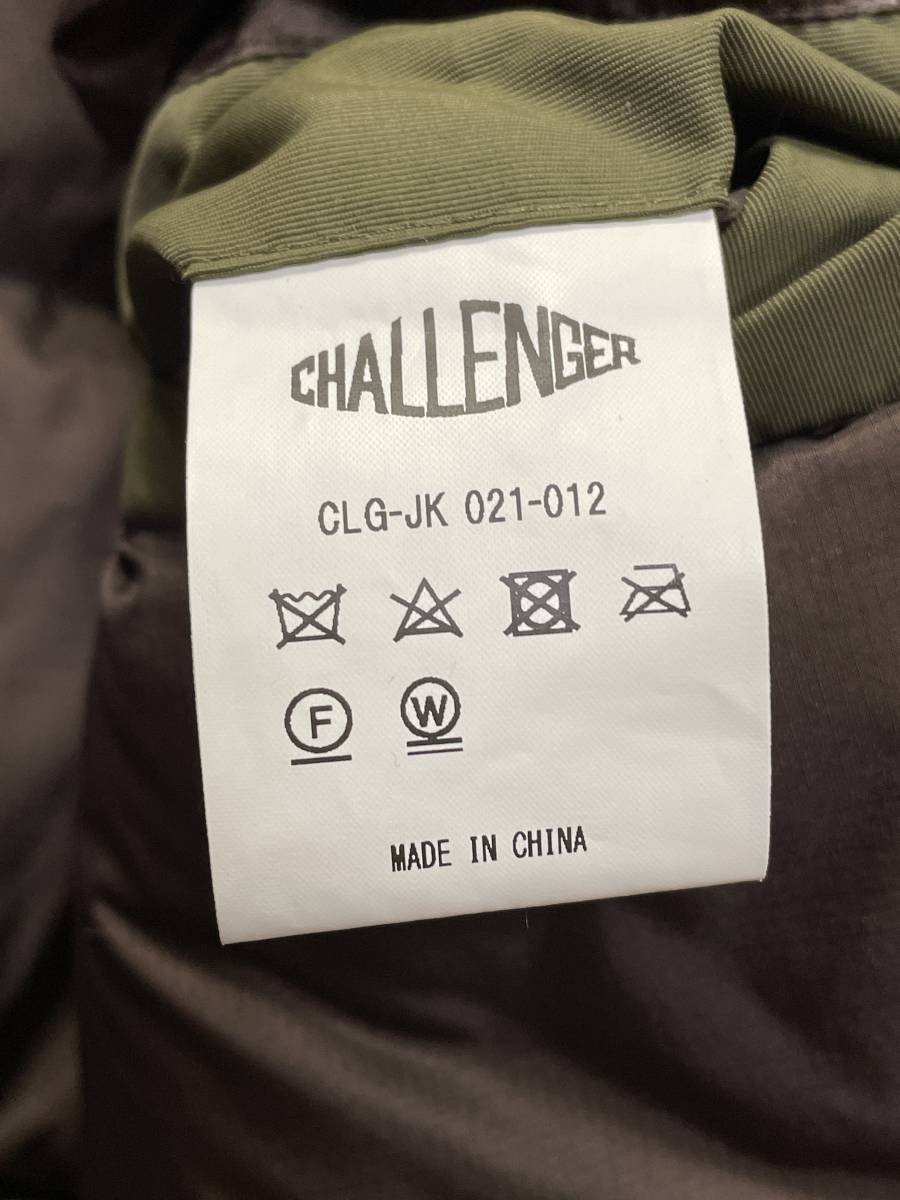 CHALLENGER
CLG-JK 021-012
F W
MADE IN CHINA